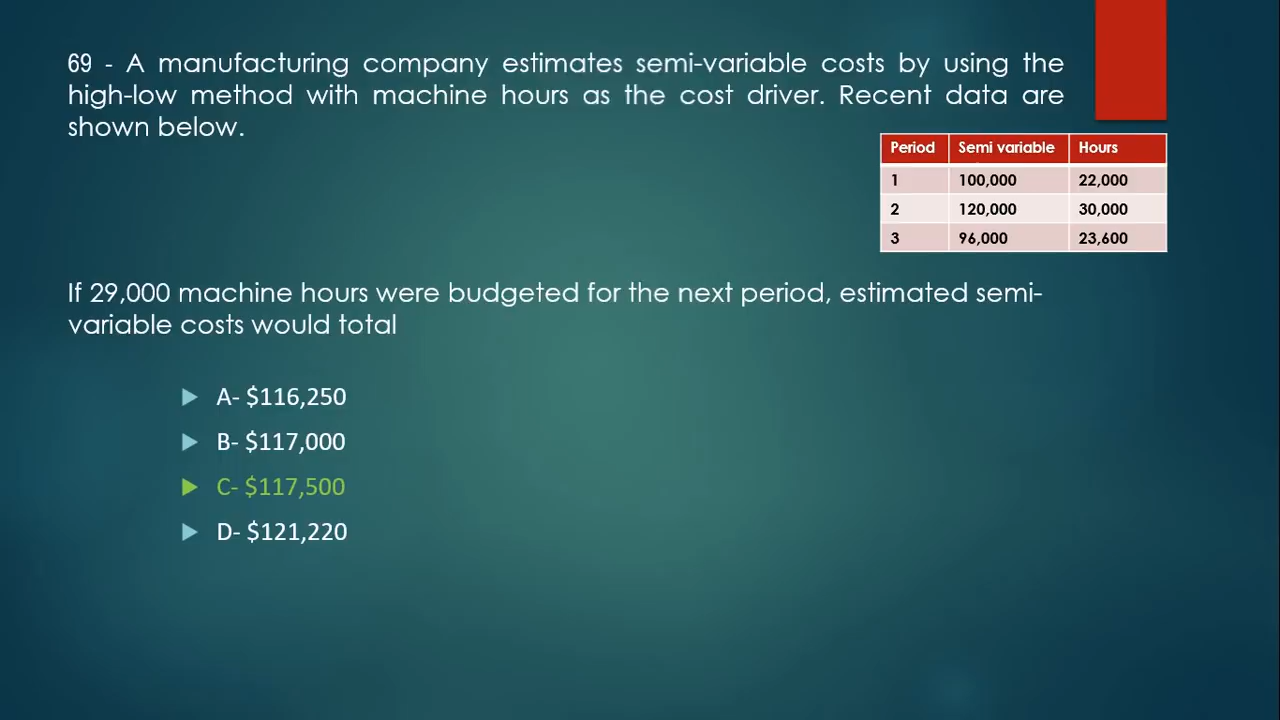 69 - A manufacturing company estimates semi-variable costs by using the
high-low method with machine hours as the cost driver. Recent data are
shown below.
Period Semi variable Hours
1 100,000 22,000
2 120,000 30,000
3 96,000 23,600
If 29,000 machine hours were budgeted for the next period, estimated semi-
variable costs would total
A- $116,250
B- $117,000
C- $117,500
D- $121,220